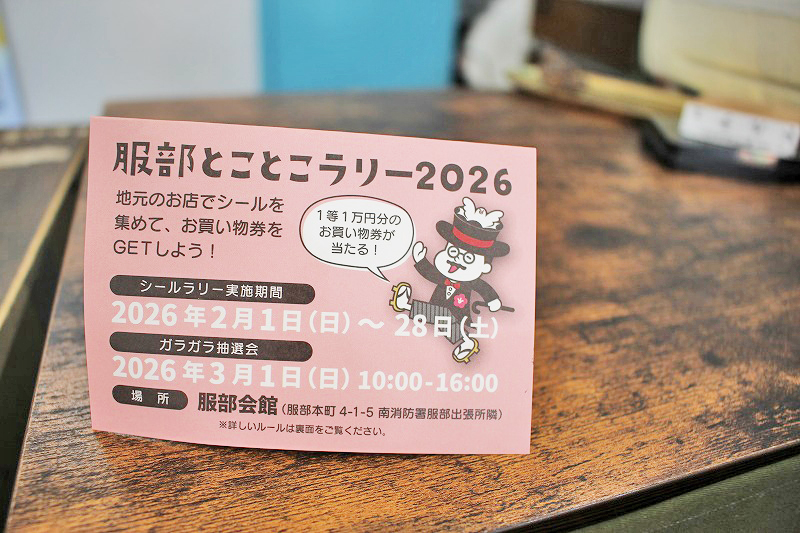 服部とことこラリー2026
地元のお店でシールを
集めて、お買い物券を
GETしよう！
1等1万円分の
お買い物券が
当たる！
シールラリー実施期間
2026年2月1日(日)～28日(土)
ガラガラ抽選会
2026年3月1日(日) 10:00-16:00
場 所 服部会館 (服部本町 4-1-5 南消防署服部出張所隣)
※詳しいルールは裏面をご覧ください。